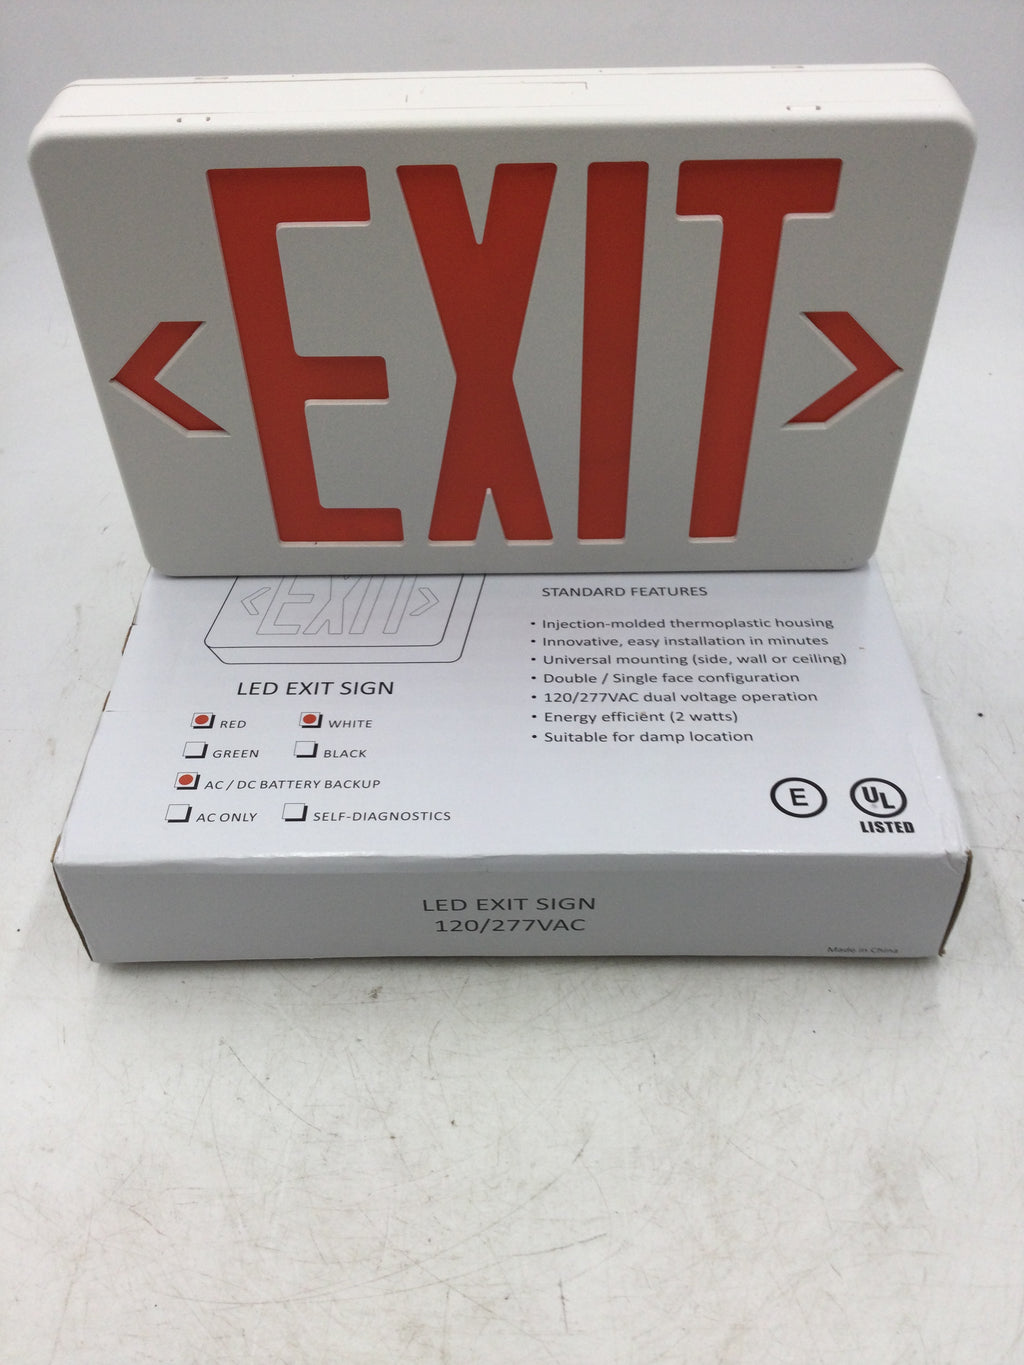 EXIT
EXIT
LED EXIT SIGN
RED WHITE
GREEN BLACK
AC / DC BATTERY BACKUP
AC ONLY SELF-DIAGNOSTICS
STANDARD FEATURES
• Injection-molded thermoplastic housing
• Innovative, easy installation in minutes
• Universal mounting (side, wall or ceiling)
• Double / Single face configuration
• 120/277VAC dual voltage operation
• Energy efficient (2 watts)
• Suitable for damp location
E
UL
LISTED
LED EXIT SIGN
120/277VAC
Made in China